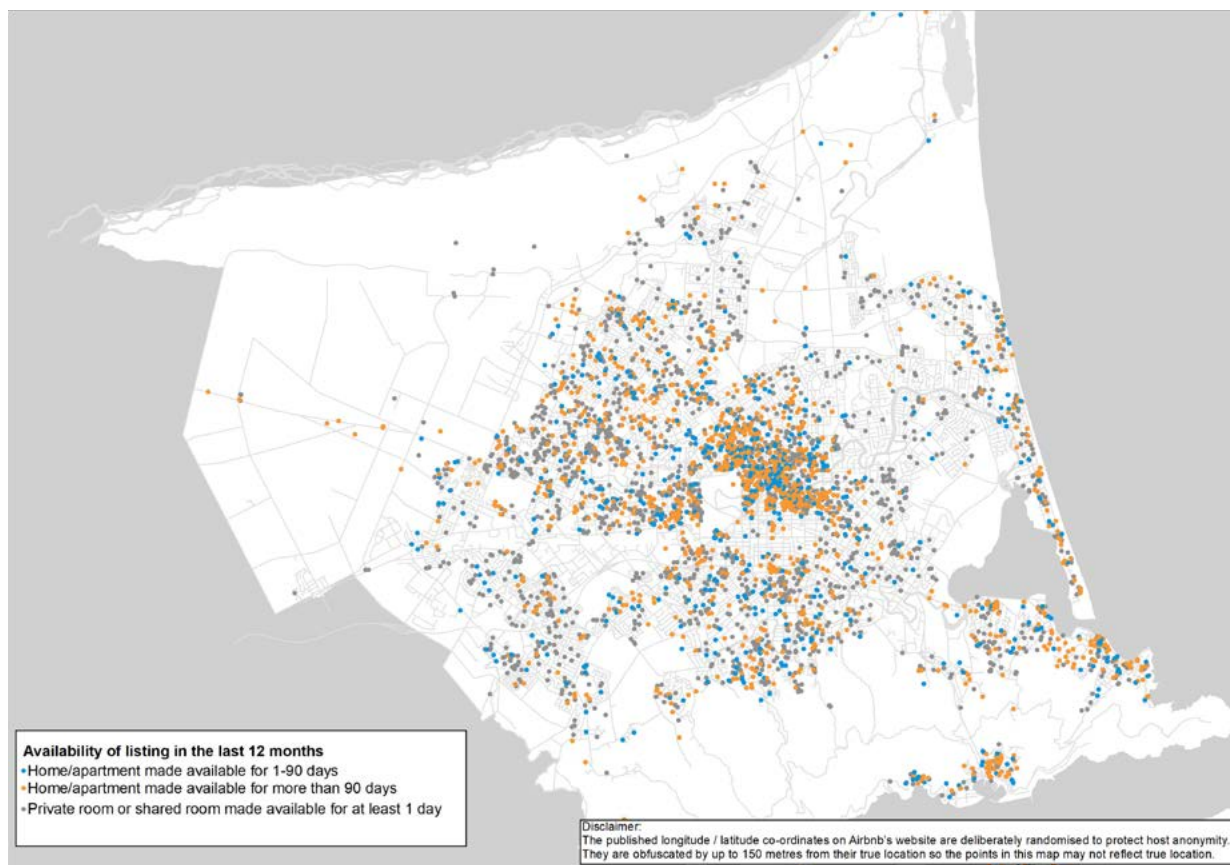 Availability of listing in the last 12 months
Home/apartment made available for 1-90 days
Home/apartment made available for more than 90 days
Private room or shared room made available for at least 1 day
Disclaimer:
The published longitude / latitude co-ordinates on Airbnb's website are deliberately randomised to protect host anonymity.
They are obfuscated by up to 150 metres from their true location so the points in this map may not reflect true location.